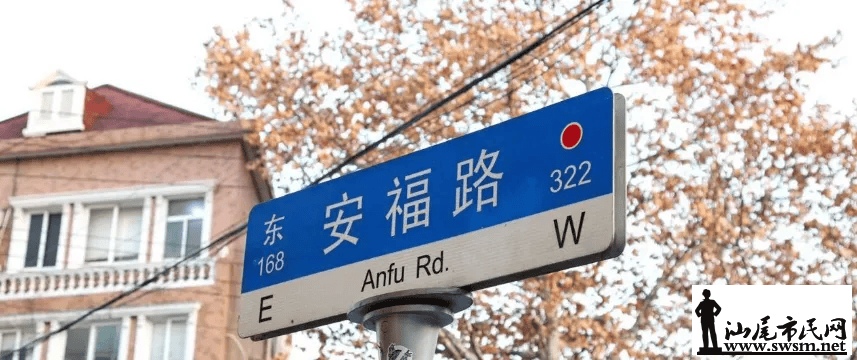 东 安福路
168 322
E Anfu Rd. W
汕尾市民网
www.swsm.net